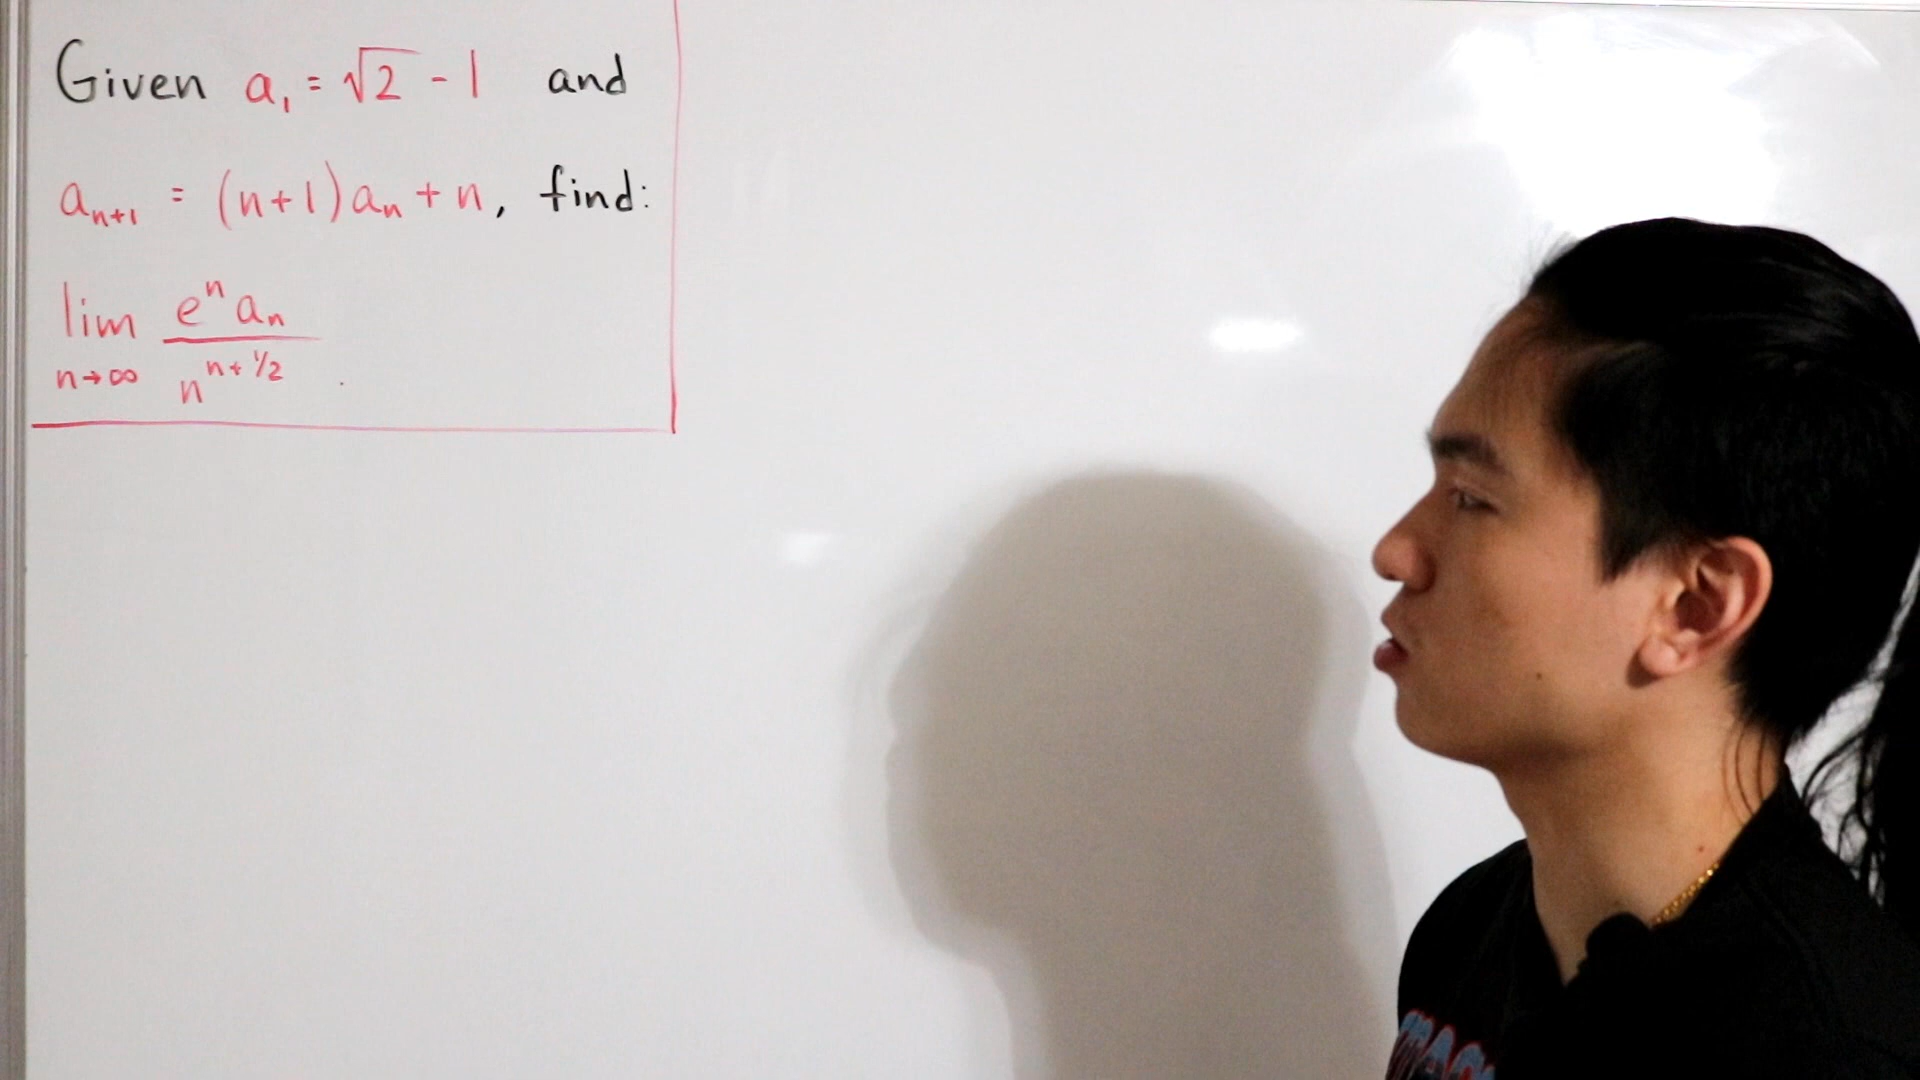 Given a₁ = √2 - 1 and
aₙ₊₁ = (n+1)aₙ + n, find:
lim n→∞ eⁿaₙ / n^(n+1/2) .